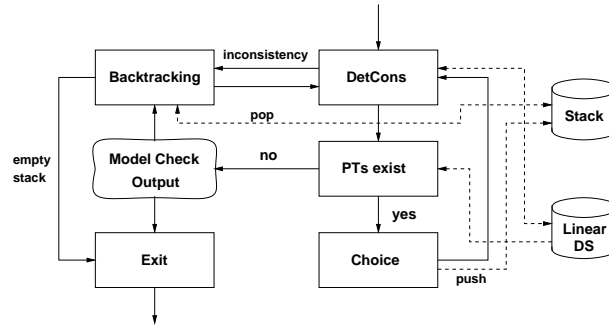 inconsistency
Backtracking
DetCons
pop
Stack
empty
stack
Model Check
Output
no
PTs exist
yes
Linear
DS
Exit
Choice
push